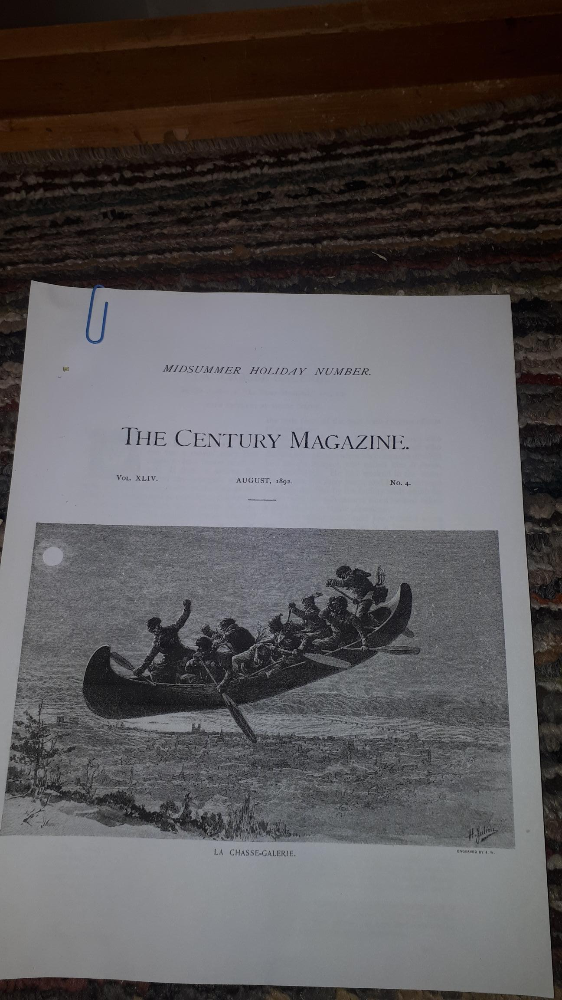 MIDSUMMER HOLIDAY NUMBER.
THE CENTURY MAGAZINE.
VOL. XLIV. AUGUST, 1892. No. 4.
H. Julien
LA CHASSE-GALERIE.
ENGRAVED BY J. W.